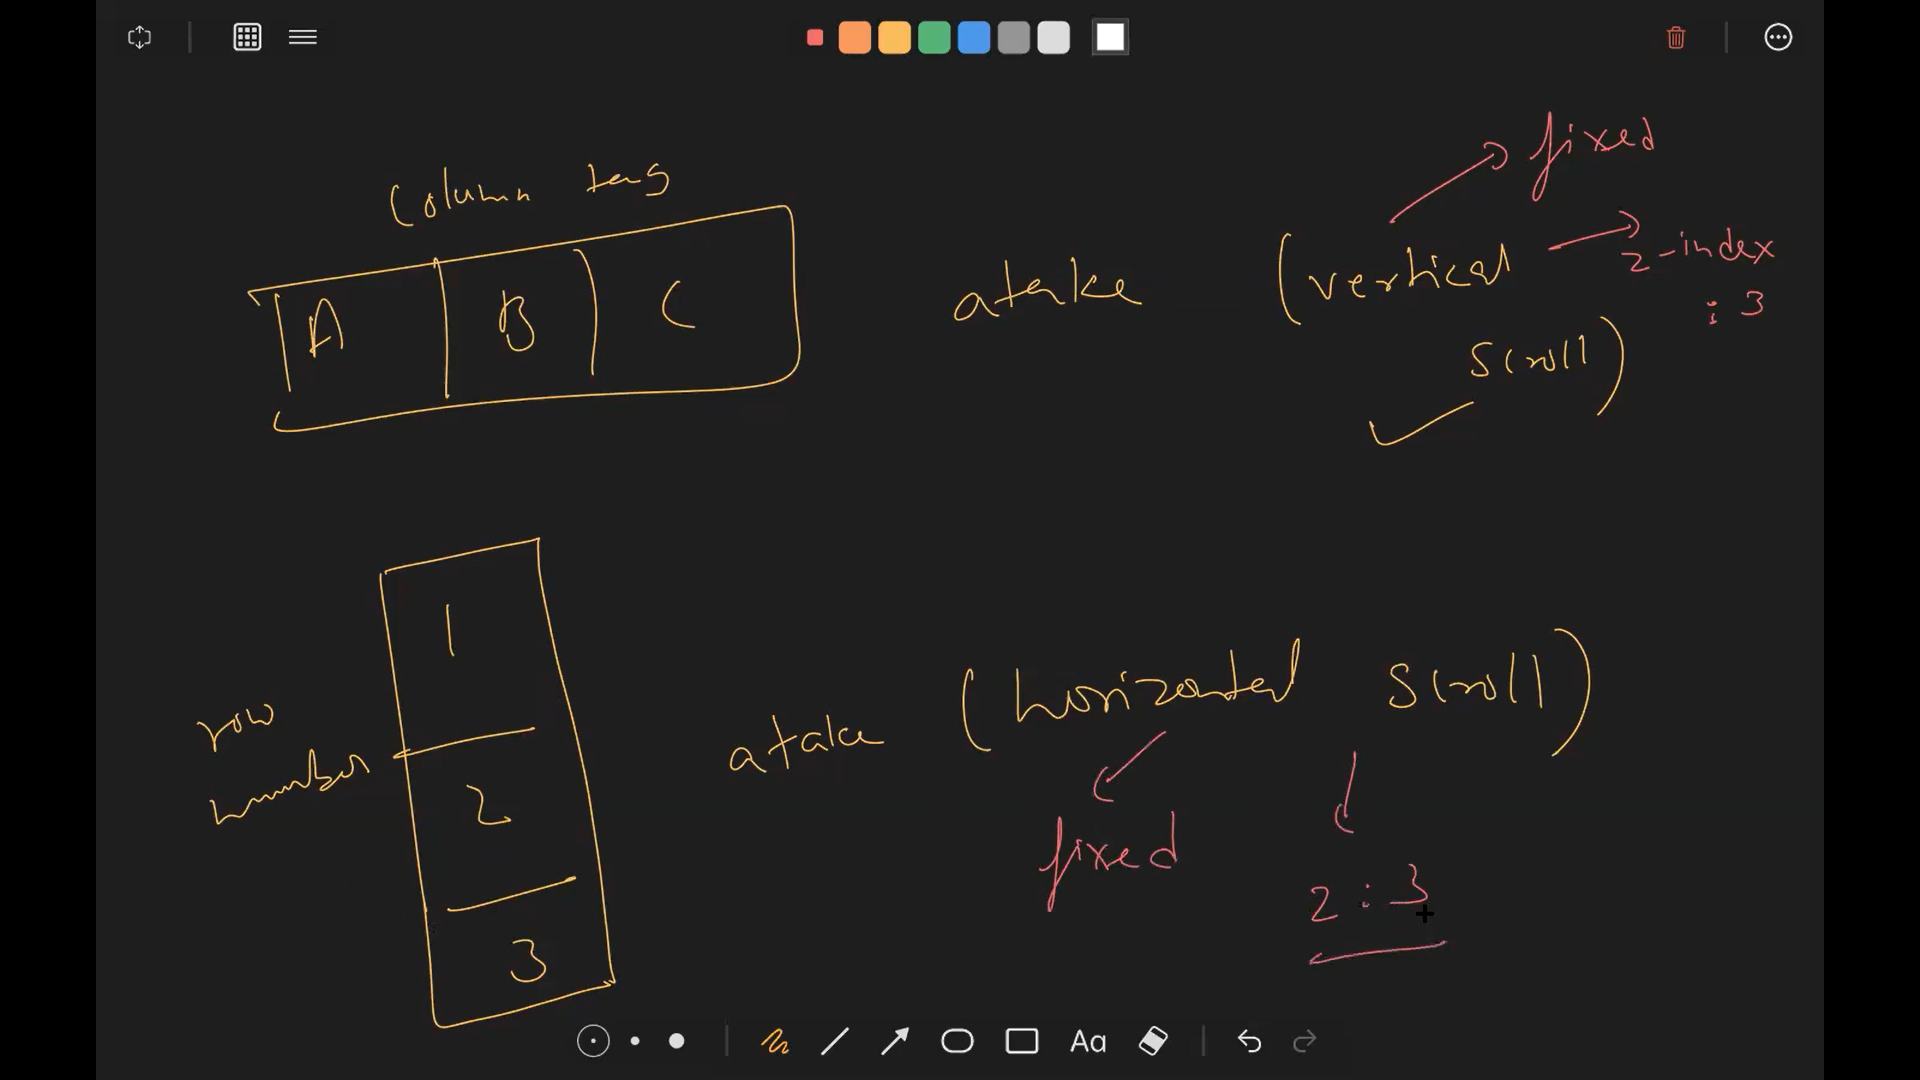 Column tags
A B C
atake (vertical
scroll)
fixed
z-index
: 3
row
number
1
2
3
atake (horizontal scroll)
fixed
z : 3
Aa